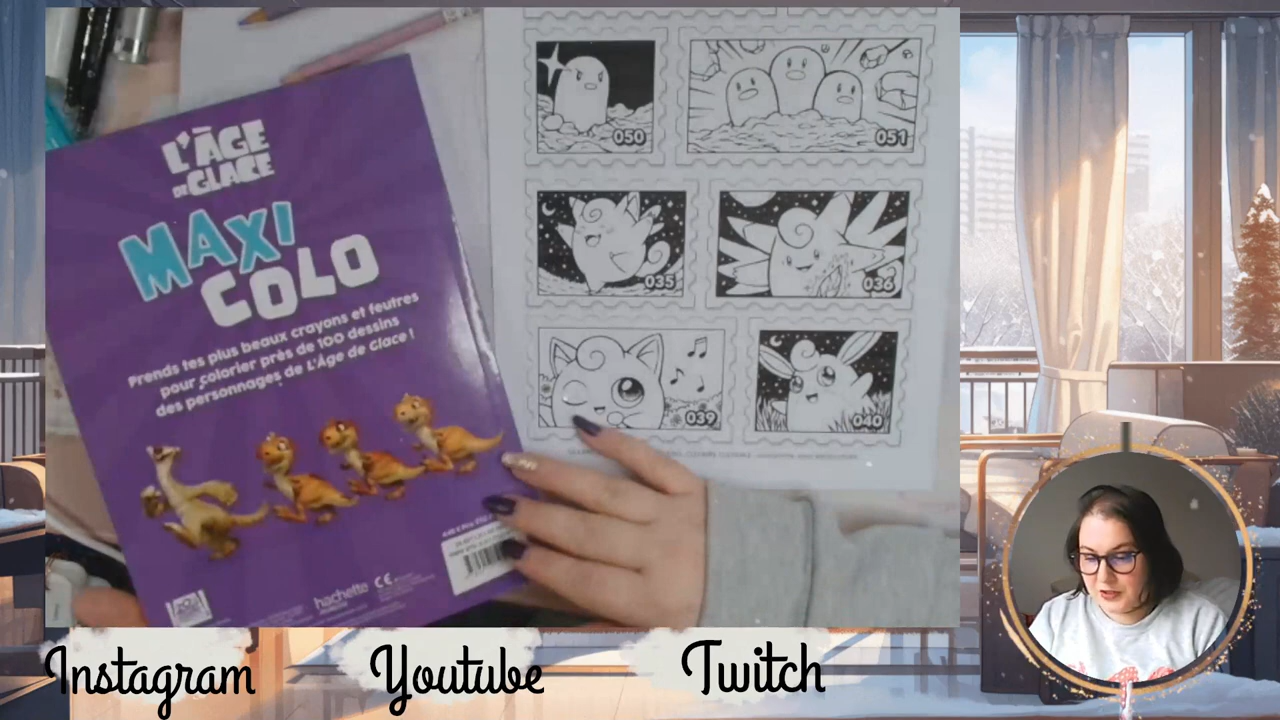 L'ÂGE
DE GLACE
MAXI
COLO
Prends tes plus beaux crayons et feutres
pour colorier près de 100 dessins
des personnages de L'Âge de Glace !
hachette
CE
050
051
035
036
039
040
Instagram
Youtube
Twitch